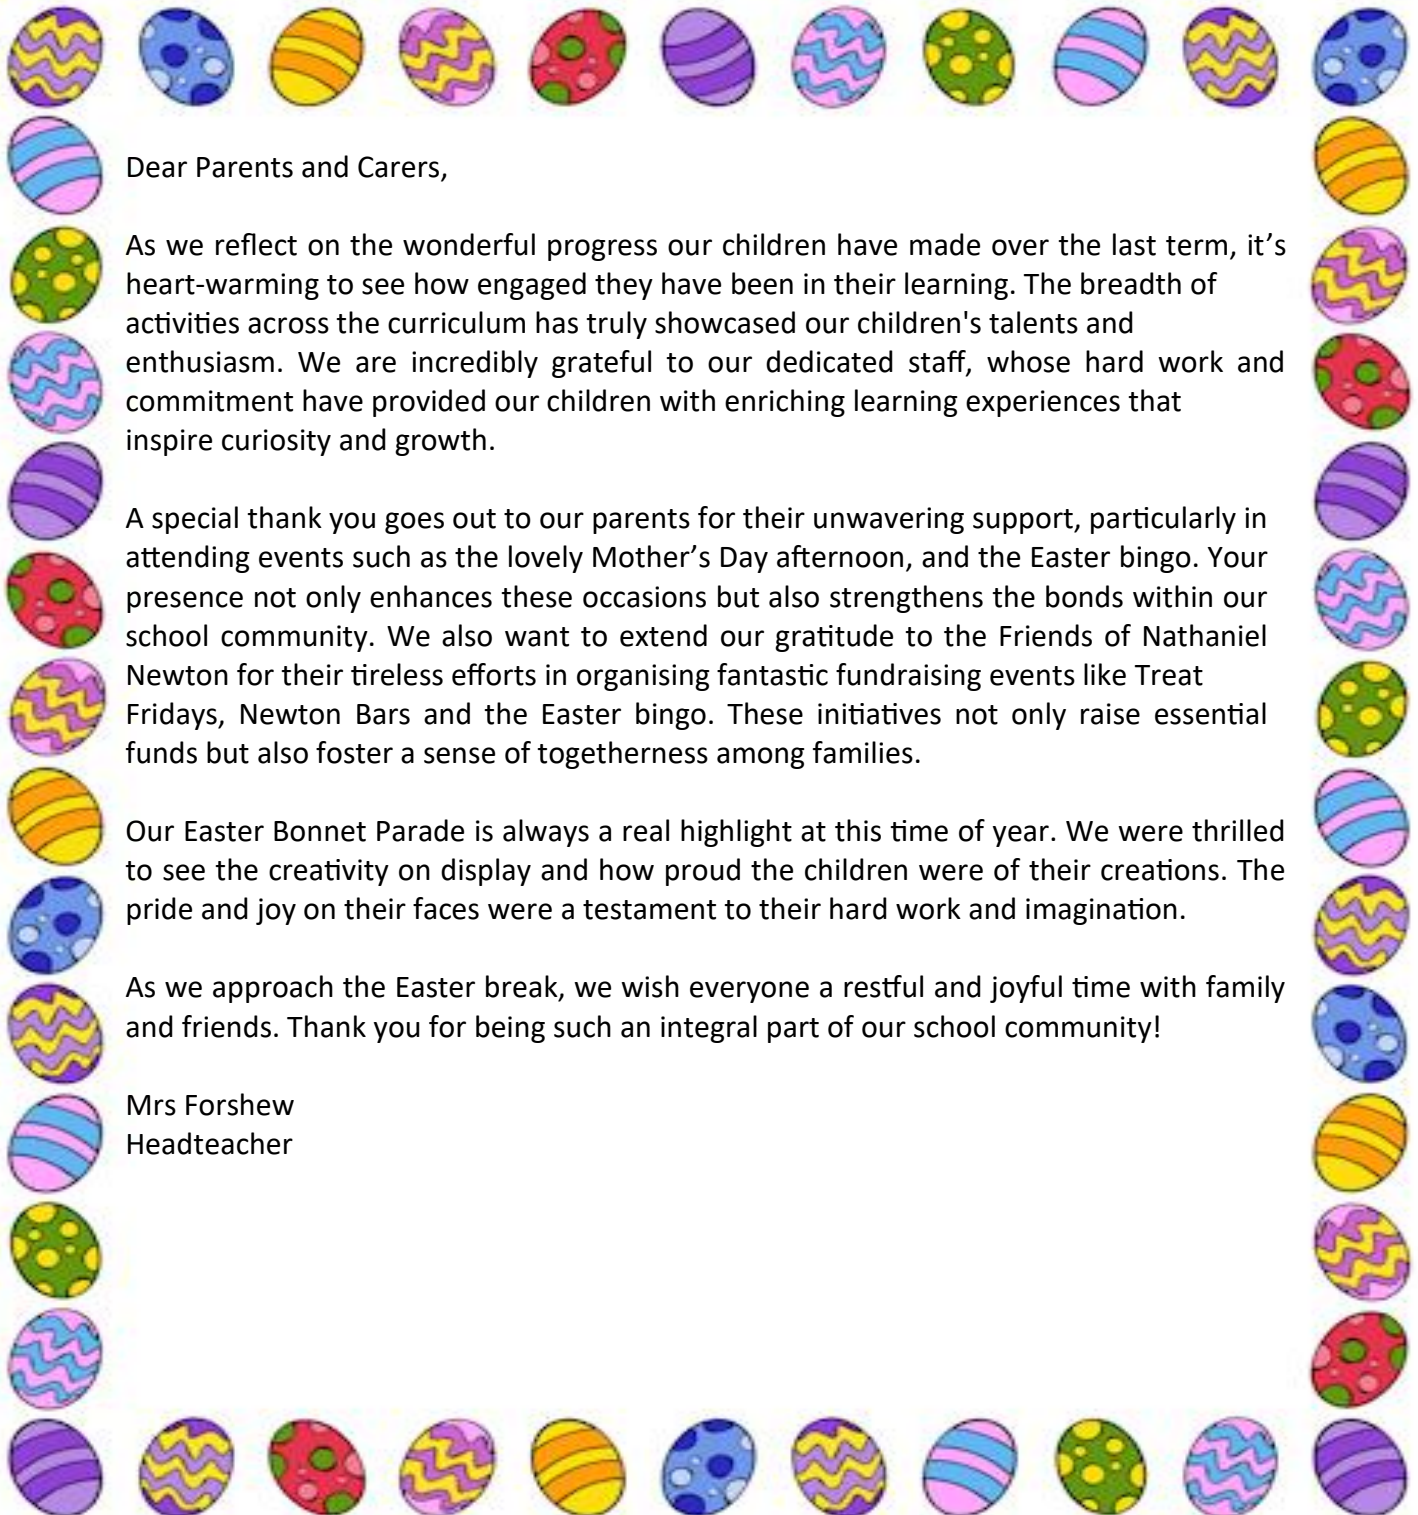 Dear Parents and Carers,
As we reflect on the wonderful progress our children have made over the last term, it’s
heart-warming to see how engaged they have been in their learning. The breadth of
activities across the curriculum has truly showcased our children's talents and
enthusiasm. We are incredibly grateful to our dedicated staff, whose hard work and
commitment have provided our children with enriching learning experiences that
inspire curiosity and growth.
A special thank you goes out to our parents for their unwavering support, particularly in
attending events such as the lovely Mother’s Day afternoon, and the Easter bingo. Your
presence not only enhances these occasions but also strengthens the bonds within our
school community. We also want to extend our gratitude to the Friends of Nathaniel
Newton for their tireless efforts in organising fantastic fundraising events like Treat
Fridays, Newton Bars and the Easter bingo. These initiatives not only raise essential
funds but also foster a sense of togetherness among families.
Our Easter Bonnet Parade is always a real highlight at this time of year. We were thrilled
to see the creativity on display and how proud the children were of their creations. The
pride and joy on their faces were a testament to their hard work and imagination.
As we approach the Easter break, we wish everyone a restful and joyful time with family
and friends. Thank you for being such an integral part of our school community!
Mrs Forshew
Headteacher